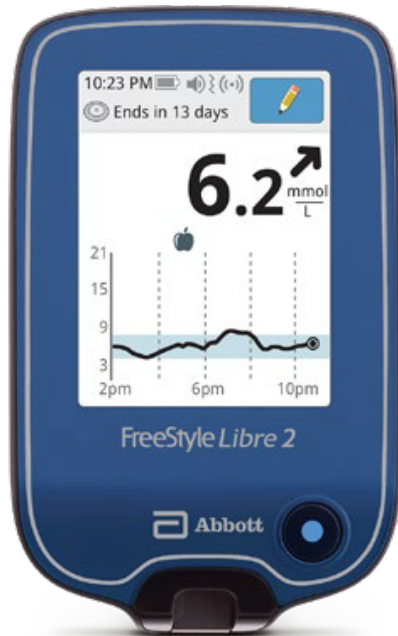 10:23 PM
Ends in 13 days
6.2 mmol/L
21
15
9
3
2pm 6pm 10pm
FreeStyle Libre 2
Abbott